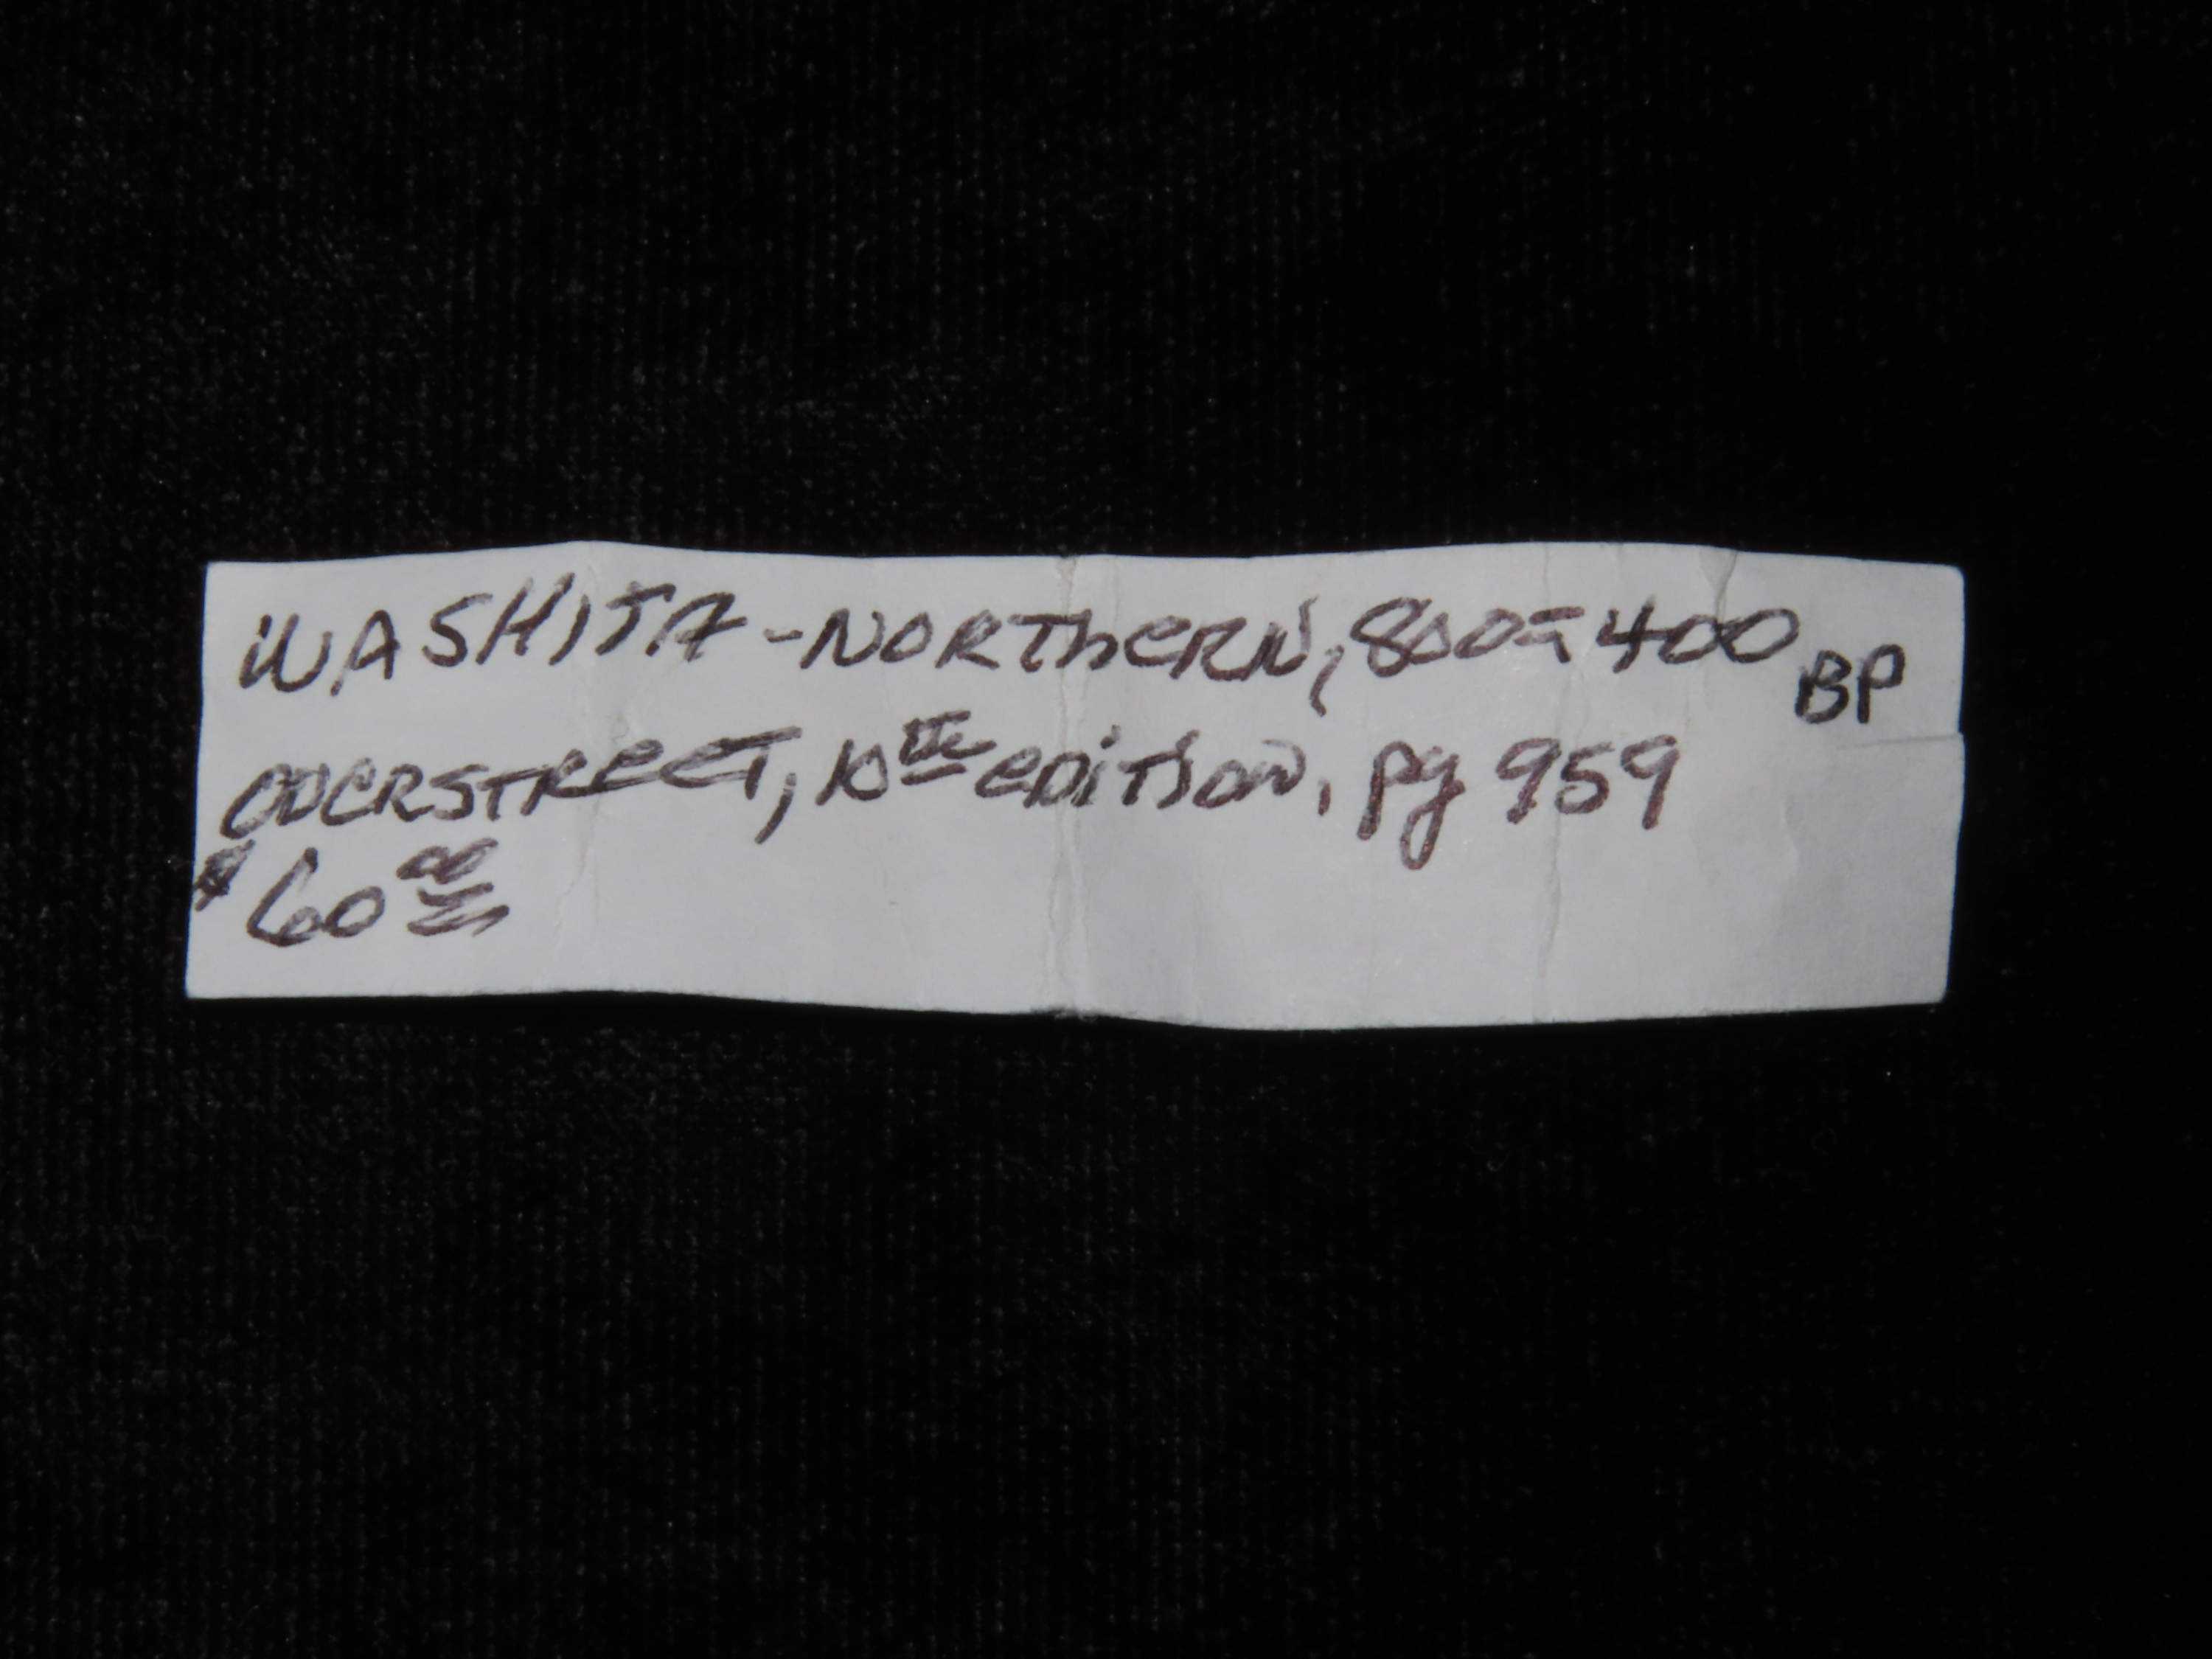 WASHITA-NORTHERN, 800-400 BP
OVERSTREET, 10th EDITION, pg 959
$60 00